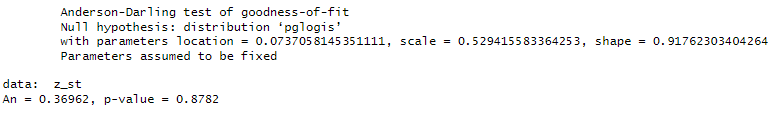 Anderson-Darling test of goodness-of-fit
Null hypothesis: distribution ‘pglogis’
with parameters location = 0.0737058145351111, scale = 0.529415583364253, shape = 0.91762303404264
Parameters assumed to be fixed
data:  z_st
An = 0.36962, p-value = 0.8782